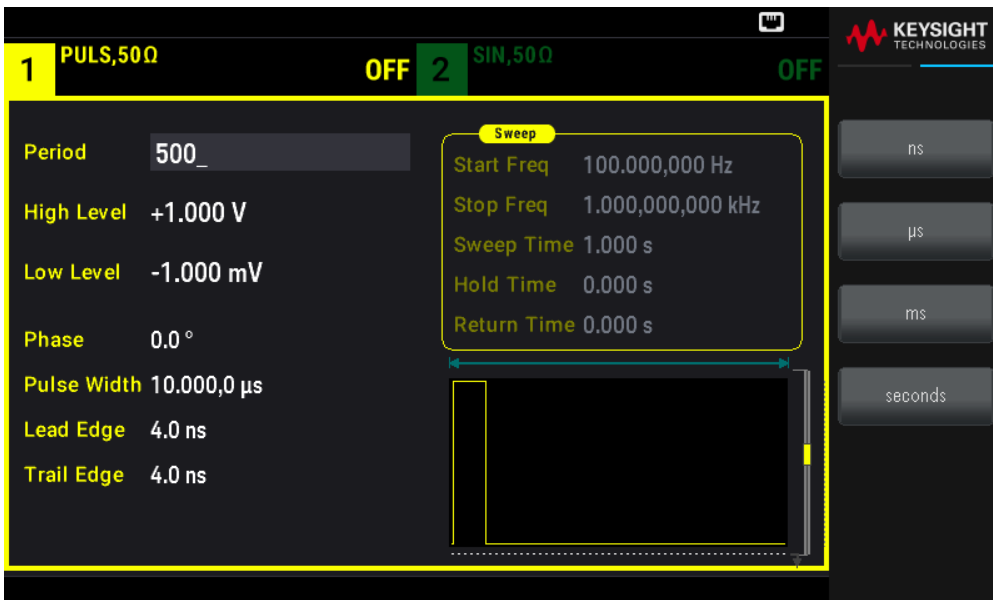 KEYSIGHT
TECHNOLOGIES
1 PULS,50Ω OFF
2 SIN,50Ω OFF
Period 500_
High Level +1.000 V
Low Level -1.000 mV
Phase 0.0 °
Pulse Width 10.000,0 µs
Lead Edge 4.0 ns
Trail Edge 4.0 ns
Sweep
Start Freq 100.000,000 Hz
Stop Freq 1.000,000,000 kHz
Sweep Time 1.000 s
Hold Time 0.000 s
Return Time 0.000 s
ns
µs
ms
seconds